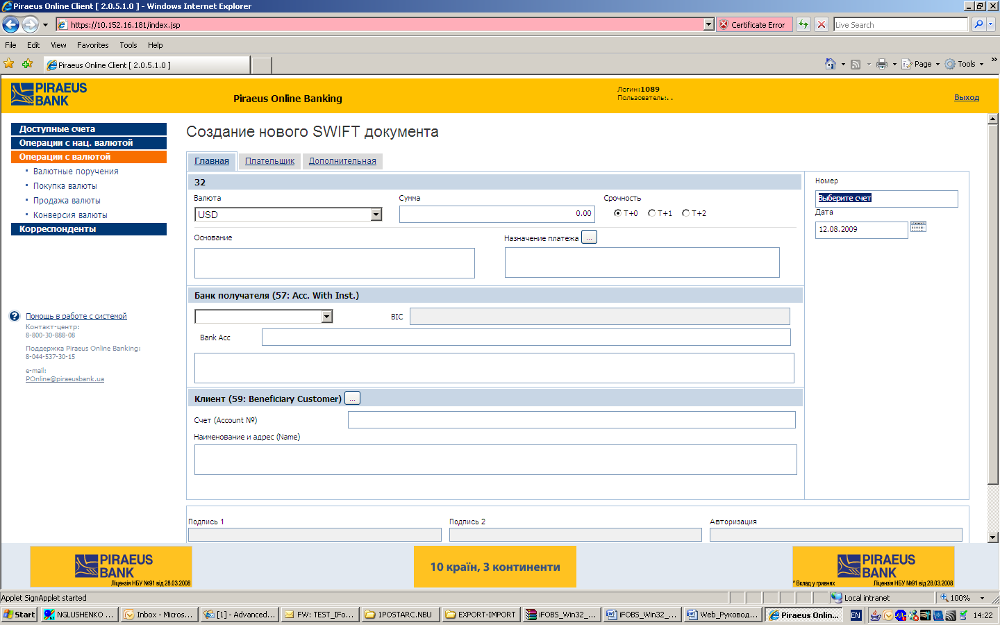 Piraeus Online Client [ 2.0.5.1.0 ] - Windows Internet Explorer
https://10.152.16.181/index.jsp
Certificate Error
Live Search
File Edit View Favorites Tools Help
Piraeus Online Client [ 2.0.5.1.0 ]
Page
Tools
PIRAEUS
BANK
Piraeus Online Banking
Логин:1089
Пользователь:. .
Выход
Доступные счета
Операции с нац. валютой
Операции с валютой
Валютные поручения
Покупка валюты
Продажа валюты
Конверсия валюты
Корреспонденты
Помощь в работе с системой
Контакт-центр:
8-800-30-888-08
Поддержка Piraeus Online Banking:
8-044-537-30-15
e-mail:
POnline@piraeusbank.ua
Создание нового SWIFT документа
Главная Плательщик Дополнительная
32
Валюта Сумма Срочность
USD 0.00 T+0 T+1 T+2
Основание Назначение платежа ...
Банк получателя (57: Acc. With Inst.)
BIC
Bank Acc
Клиент (59: Beneficiary Customer) ...
Счет (Account №)
Наименование и адрес (Name)
Номер
Выберите счет
Дата
12.08.2009
Подпись 1 Подпись 2 Авторизация
PIRAEUS
BANK
Ліцензія НБУ №91 від 28.03.2008
10 країн, 3 континенти
PIRAEUS
BANK
* Вклад у гривнях Ліцензія НБУ №91 від 28.03.2008
Applet SignApplet started
Local intranet
100%
Start NGLUSHENKO ... Inbox - Micros... [1] - Advanced... FW: TEST_IFo... 1POSTARC.NBU EXPORT-IMPORT iFOBS_Win32_... iFOBS_Win32_... Web_Руковод... Piraeus Onlin... EN 14:22